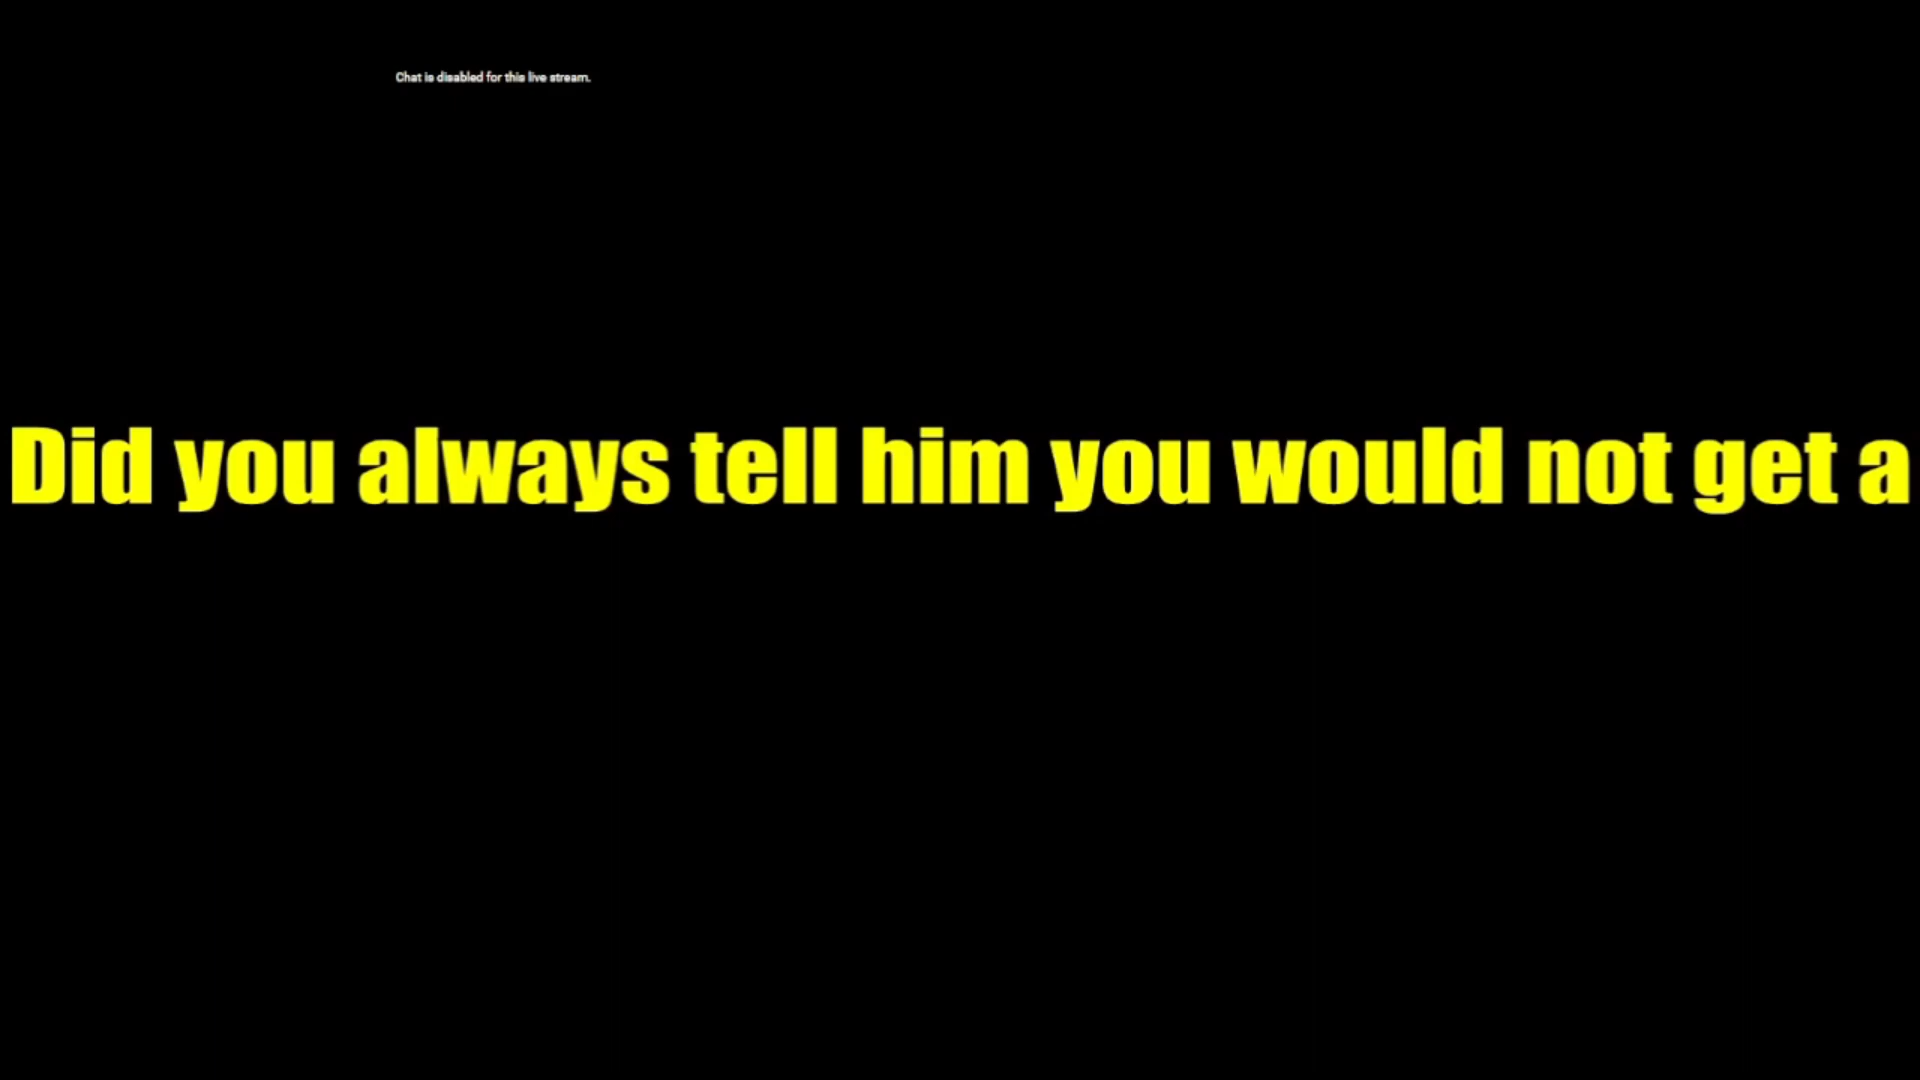 Chat is disabled for this live stream.
Did you always tell him you would not get a